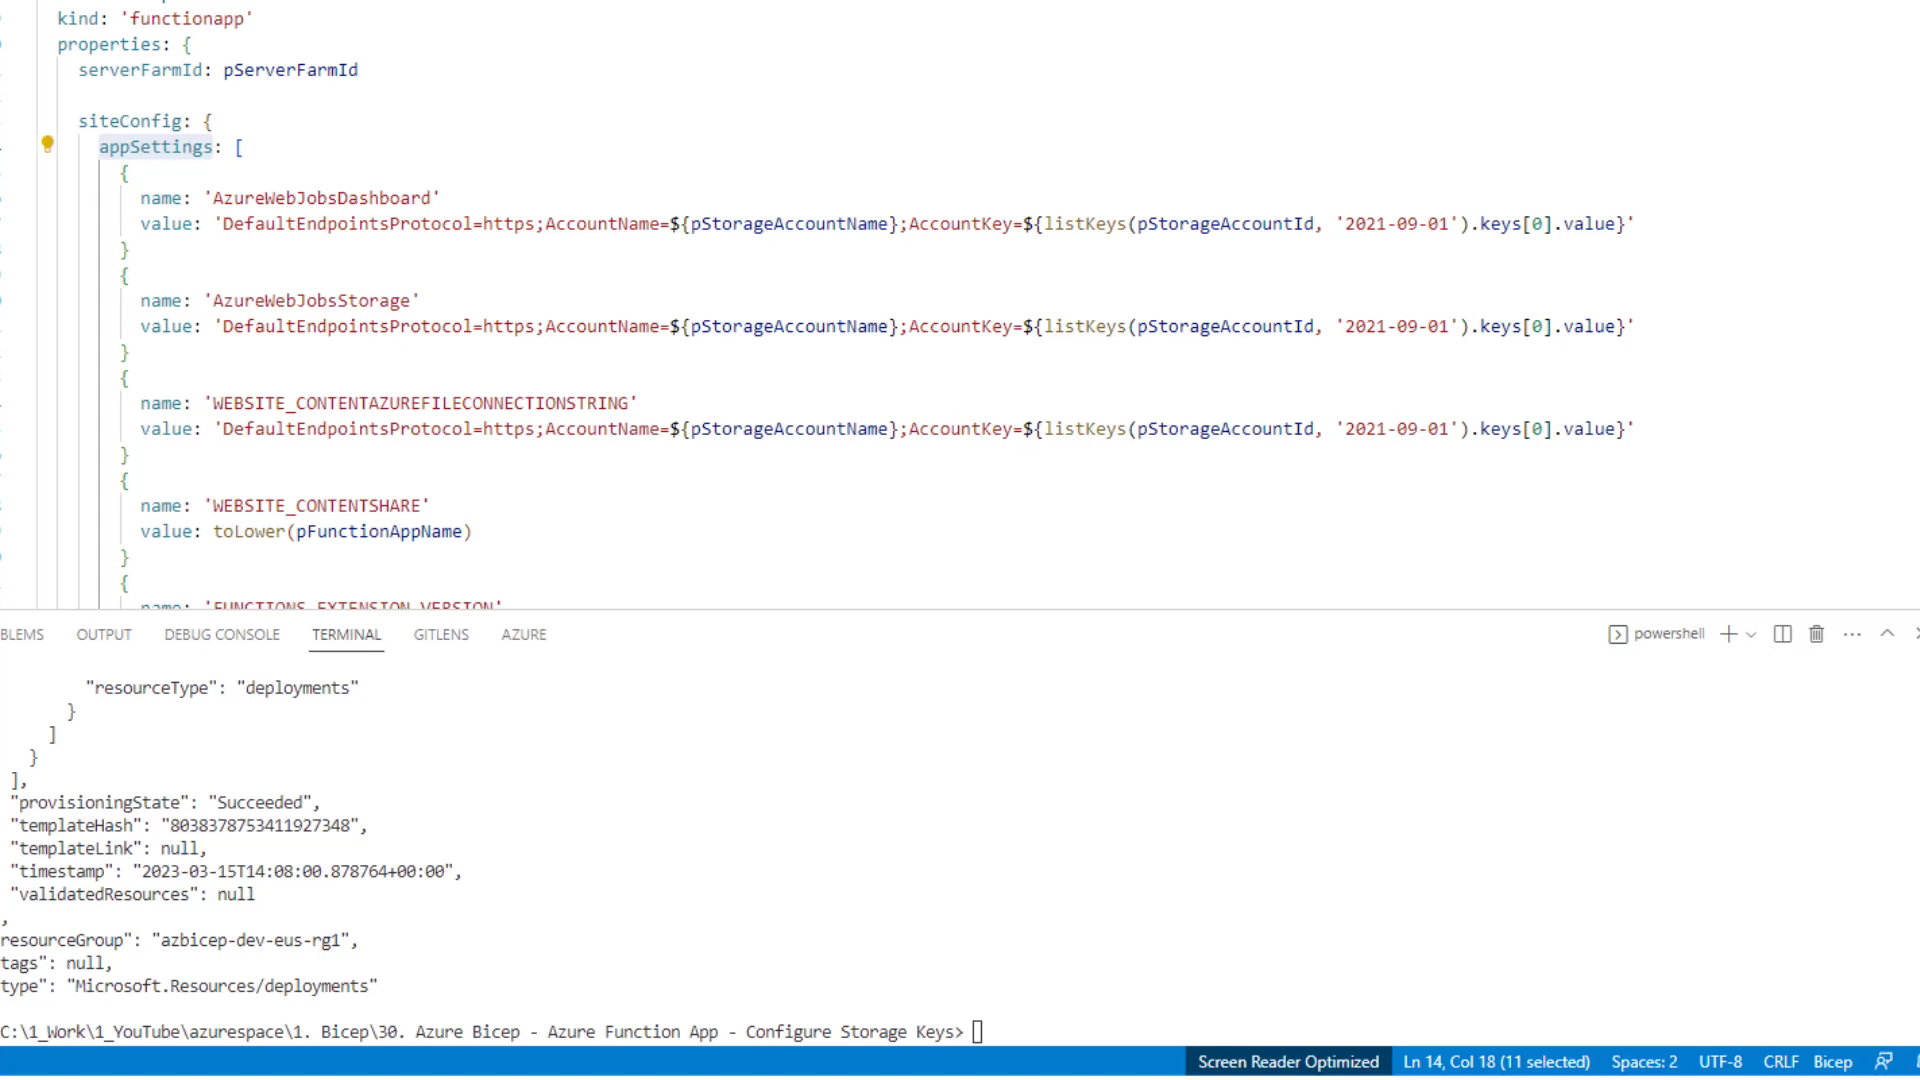 kind: 'functionapp'
properties: {
serverFarmId: pServerFarmId
siteConfig: {
appSettings: [
{
name: 'AzureWebJobsDashboard'
value: 'DefaultEndpointsProtocol=https;AccountName=${pStorageAccountName};AccountKey=${listKeys(pStorageAccountId, '2021-09-01').keys[0].value}'
}
{
name: 'AzureWebJobsStorage'
value: 'DefaultEndpointsProtocol=https;AccountName=${pStorageAccountName};AccountKey=${listKeys(pStorageAccountId, '2021-09-01').keys[0].value}'
}
{
name: 'WEBSITE_CONTENTAZUREFILECONNECTIONSTRING'
value: 'DefaultEndpointsProtocol=https;AccountName=${pStorageAccountName};AccountKey=${listKeys(pStorageAccountId, '2021-09-01').keys[0].value}'
}
{
name: 'WEBSITE_CONTENTSHARE'
value: toLower(pFunctionAppName)
}
{
name: 'FUNCTIONS_EXTENSION_VERSION'
BLEMS OUTPUT DEBUG CONSOLE TERMINAL GITLENS AZURE powershell
"resourceType": "deployments"
}
]
}
],
"provisioningState": "Succeeded",
"templateHash": "8038378753411927348",
"templateLink": null,
"timestamp": "2023-03-15T14:08:00.878764+00:00",
"validatedResources": null
,
resourceGroup": "azbicep-dev-eus-rg1",
tags": null,
type": "Microsoft.Resources/deployments"
C:\1_Work\1_YouTube\azurespace\1. Bicep\30. Azure Bicep - Azure Function App - Configure Storage Keys>
Screen Reader Optimized Ln 14, Col 18 (11 selected) Spaces: 2 UTF-8 CRLF Bicep